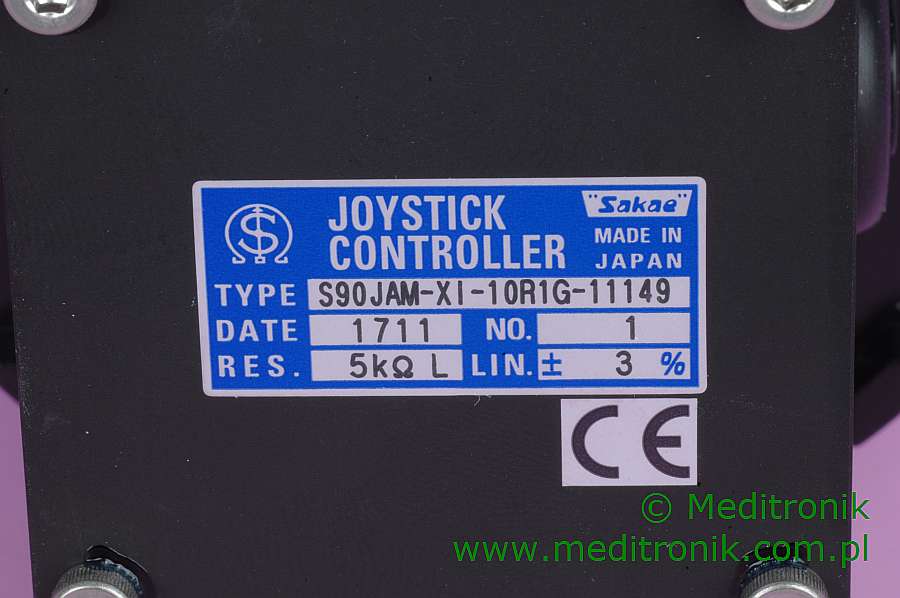 JOYSTICK
CONTROLLER
"Sakae"
MADE IN
JAPAN
TYPE S90JAM-XI-10R1G-11149
DATE 1711 NO. 1
RES. 5kΩ L LIN. ± 3 %
CE
© Meditronik
www.meditronik.com.pl